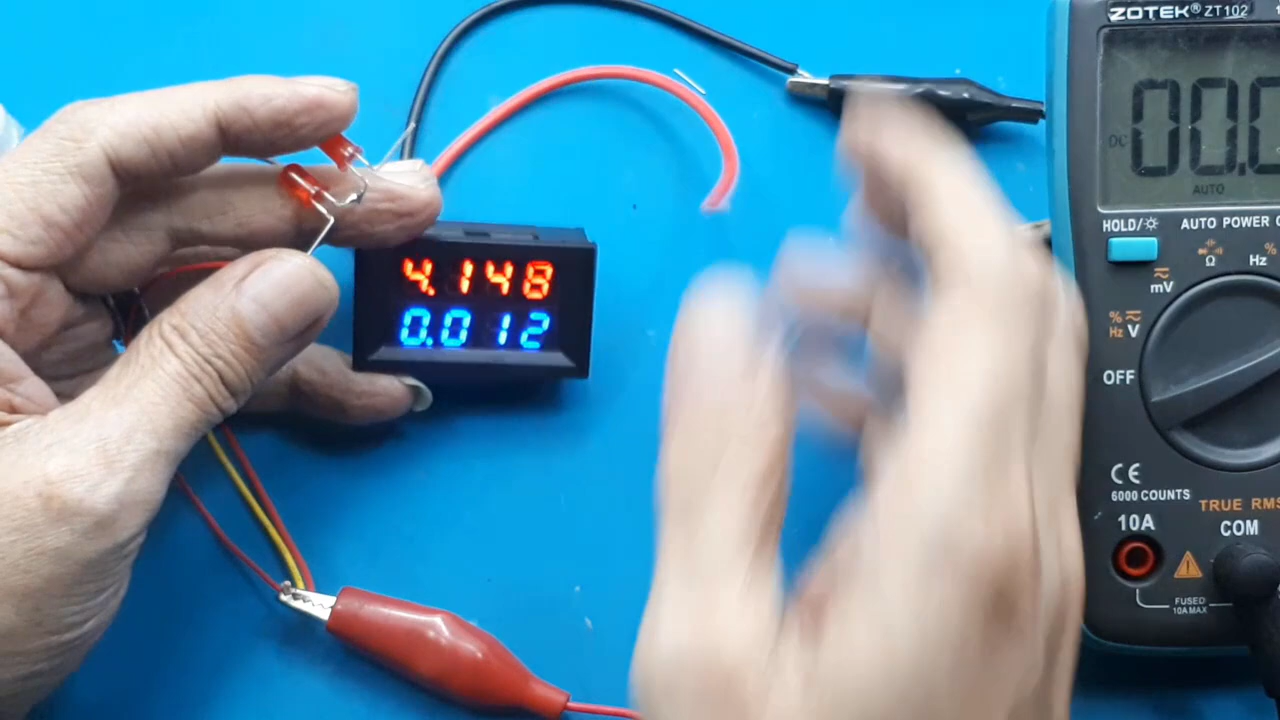 ZOTEK® ZT102
DC 00.0
AUTO
HOLD/ AUTO POWER
Ω Hz %
mV
% Hz V
OFF
4.148
0.012
CE
6000 COUNTS
TRUE RMS
10A
COM
FUSED
10A MAX